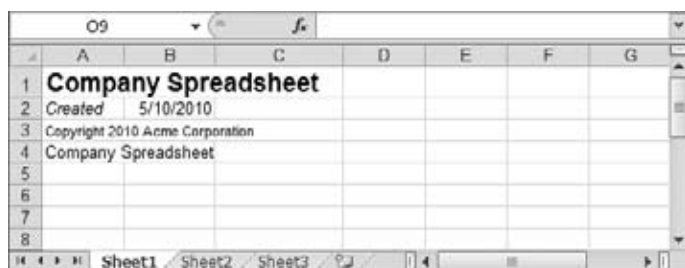 O9 fx
A B C D E F G
1 Company Spreadsheet
2 Created 5/10/2010
3 Copyright 2010 Acme Corporation
4 Company Spreadsheet
5
6
7
8
Sheet1 Sheet2 Sheet3